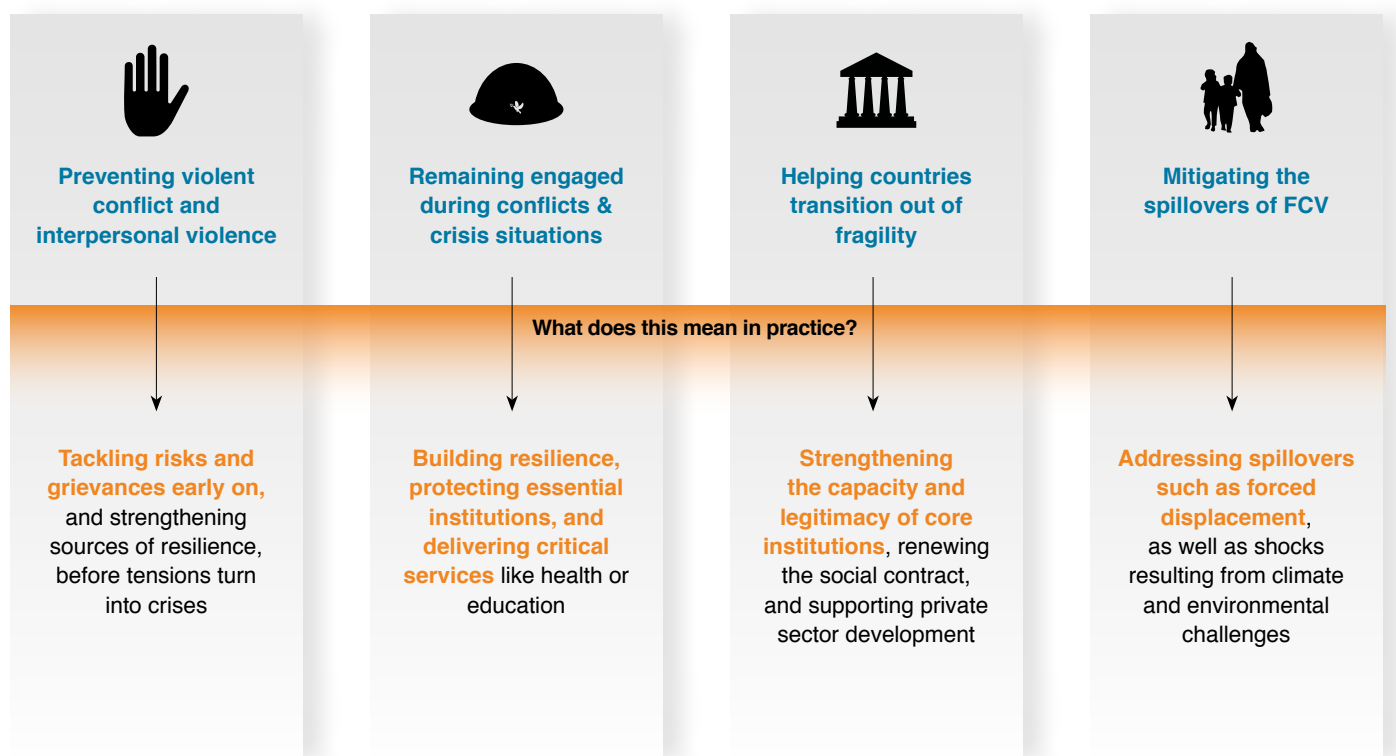 Preventing violent
conflict and
interpersonal violence
Remaining engaged
during conflicts &
crisis situations
Helping countries
transition out of
fragility
Mitigating the
spillovers of FCV
What does this mean in practice?
Tackling risks and
grievances early on,
and strengthening
sources of resilience,
before tensions turn
into crises
Building resilience,
protecting essential
institutions, and
delivering critical
services like health or
education
Strengthening
the capacity and
legitimacy of core
institutions, renewing
the social contract,
and supporting private
sector development
Addressing spillovers
such as forced
displacement,
as well as shocks
resulting from climate
and environmental
challenges